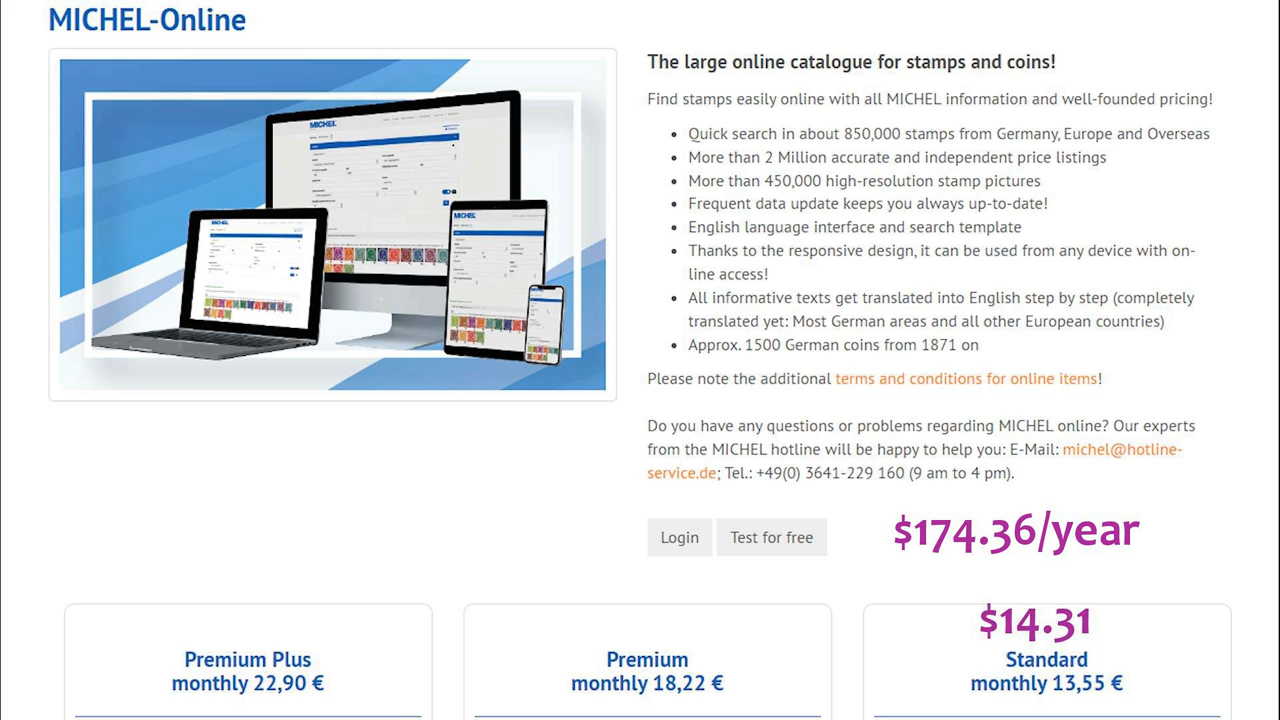 MICHEL-Online
The large online catalogue for stamps and coins!
Find stamps easily online with all MICHEL information and well-founded pricing!
• Quick search in about 850,000 stamps from Germany, Europe and Overseas
• More than 2 Million accurate and independent price listings
• More than 450,000 high-resolution stamp pictures
• Frequent data update keeps you always up-to-date!
• English language interface and search template
• Thanks to the responsive design, it can be used from any device with on-
line access!
• All informative texts get translated into English step by step (completely
translated yet: Most German areas and all other European countries)
• Approx. 1500 German coins from 1871 on
Please note the additional terms and conditions for online items!
Do you have any questions or problems regarding MICHEL online? Our experts
from the MICHEL hotline will be happy to help you: E-Mail: michel@hotline-
service.de; Tel.: +49(0) 3641-229 160 (9 am to 4 pm).
Login Test for free
$174.36/year
Premium Plus
monthly 22,90 €
Premium
monthly 18,22 €
$14.31
Standard
monthly 13,55 €
MICHEL
MICHEL
MICHEL